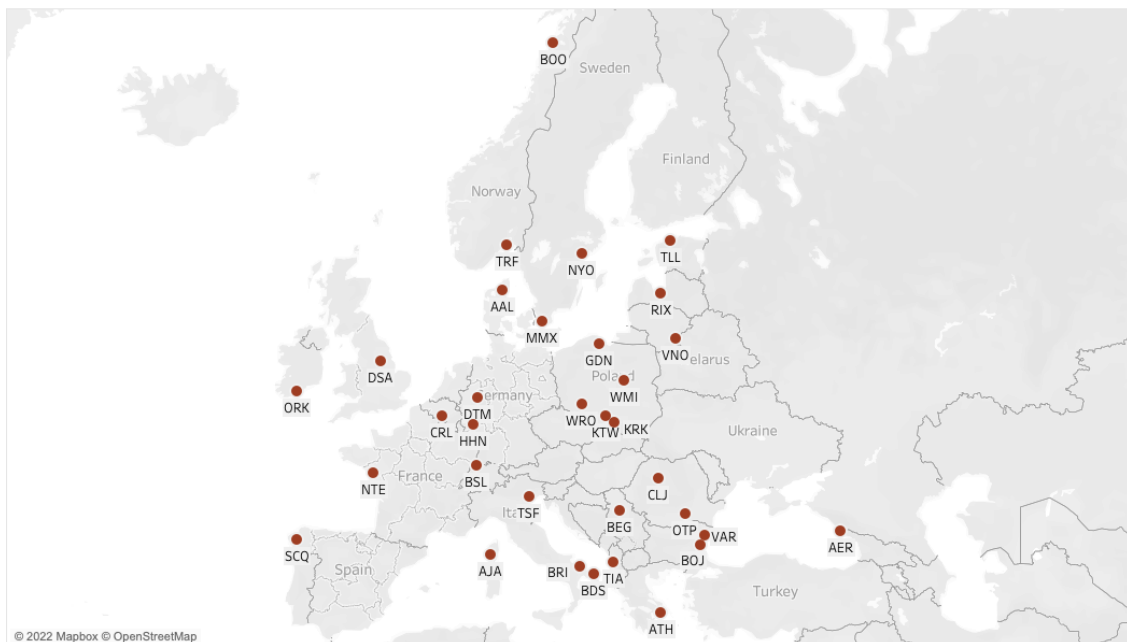 BOO
Sweden
Finland
Norway
TRF
NYO
TLL
AAL
RIX
MMX
VNO
elarus
GDN
DSA
Poland
WMI
ORK
DTM
ermany
WRO
CRL
HHN
KTW
KRK
Ukraine
France
NTE
BSL
CLJ
Ita
TSF
BEG
OTP
VAR
AER
SCQ
BOJ
Spain
AJA
BRI
TIA
BDS
Turkey
ATH
© 2022 Mapbox © OpenStreetMap